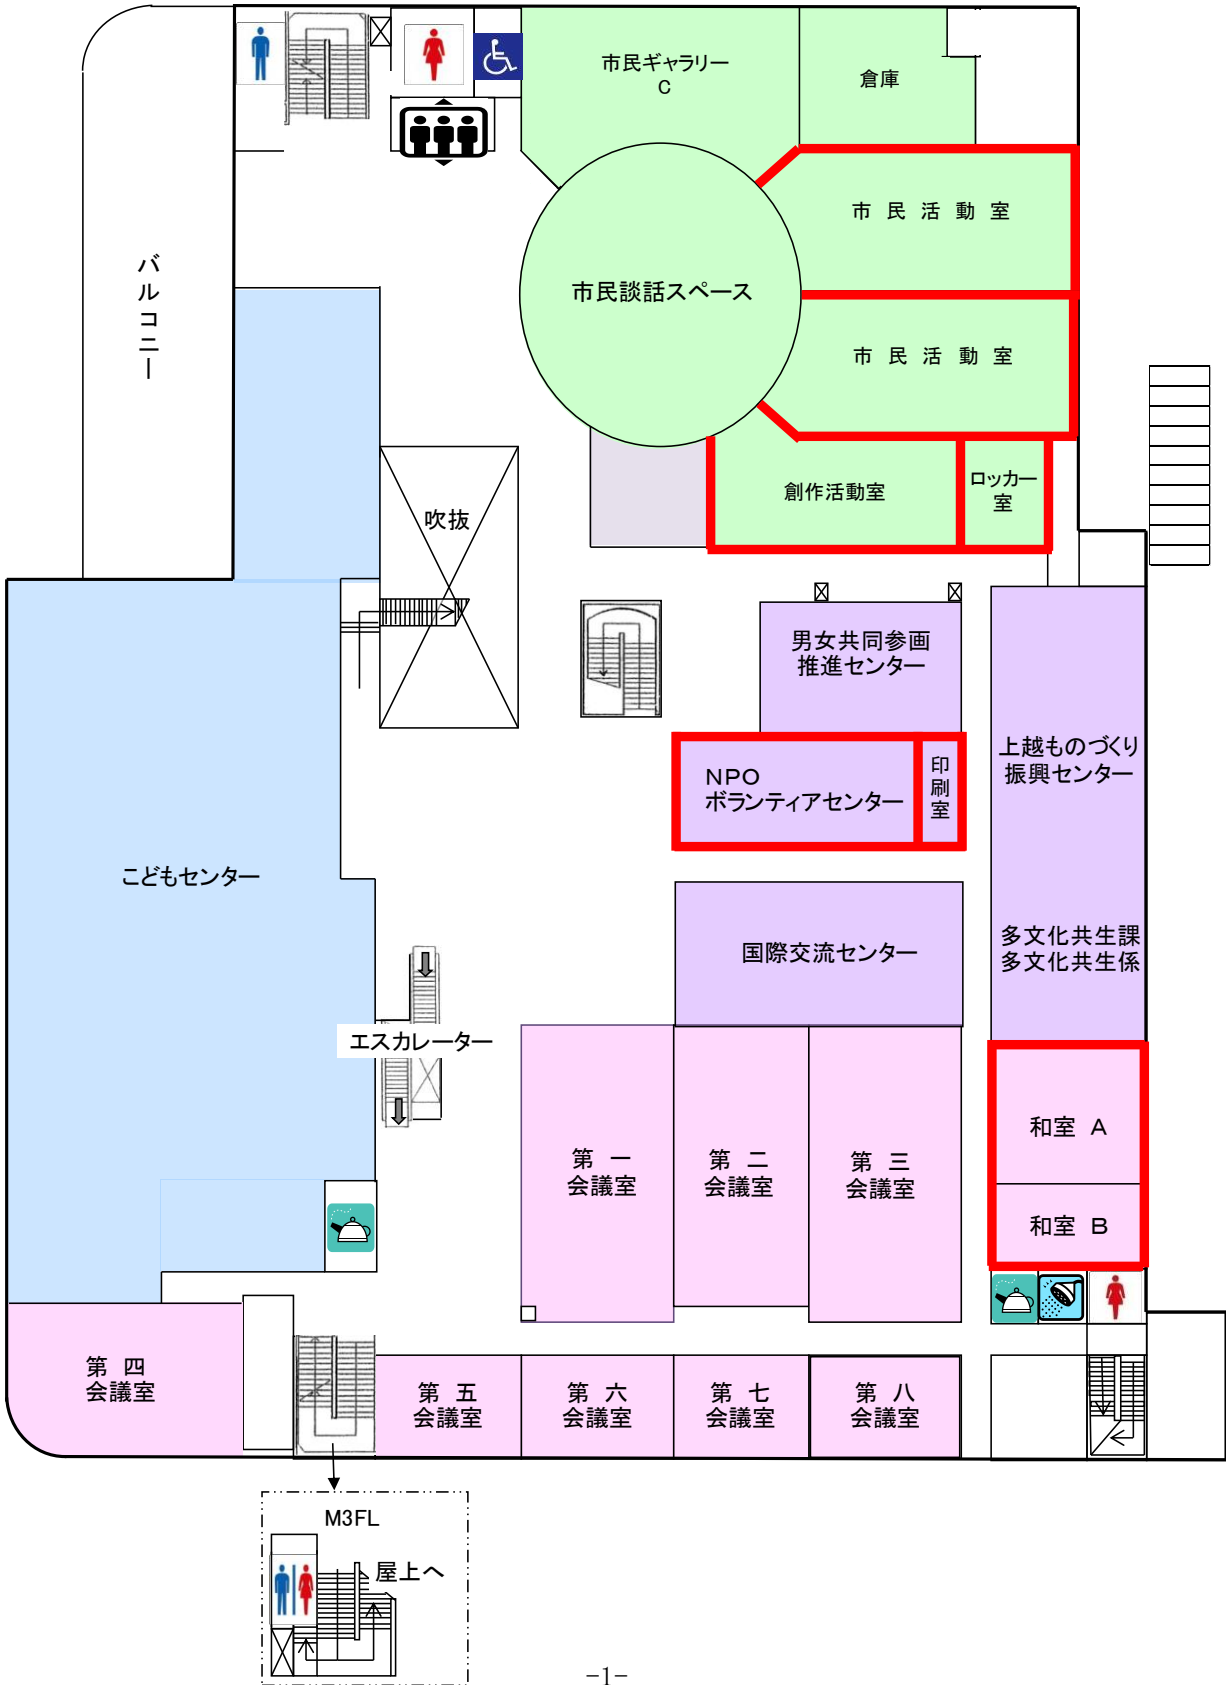 市民ギャラリー
C
倉庫
市民活動室
バルコニー
市民談話スペース
市民活動室
創作活動室
ロッカー
室
吹抜
男女共同参画
推進センター
上越ものづくり
振興センター
NPO
ボランティアセンター
印刷室
こどもセンター
国際交流センター
多文化共生課
多文化共生係
エスカレーター
和室 A
第一
会議室
第二
会議室
第三
会議室
和室 B
第四
会議室
第五
会議室
第六
会議室
第七
会議室
第八
会議室
M3FL
屋上へ
-1-